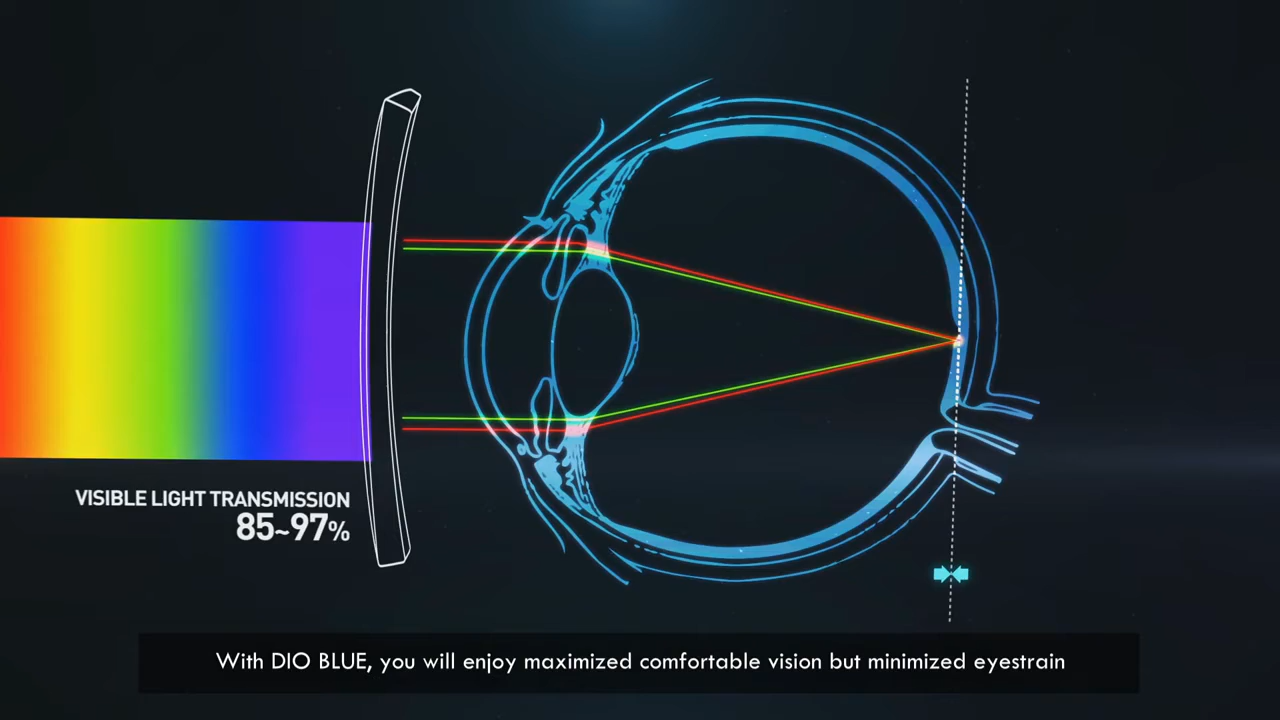 VISIBLE LIGHT TRANSMISSION
85~97%
With DIO BLUE, you will enjoy maximized comfortable vision but minimized eyestrain